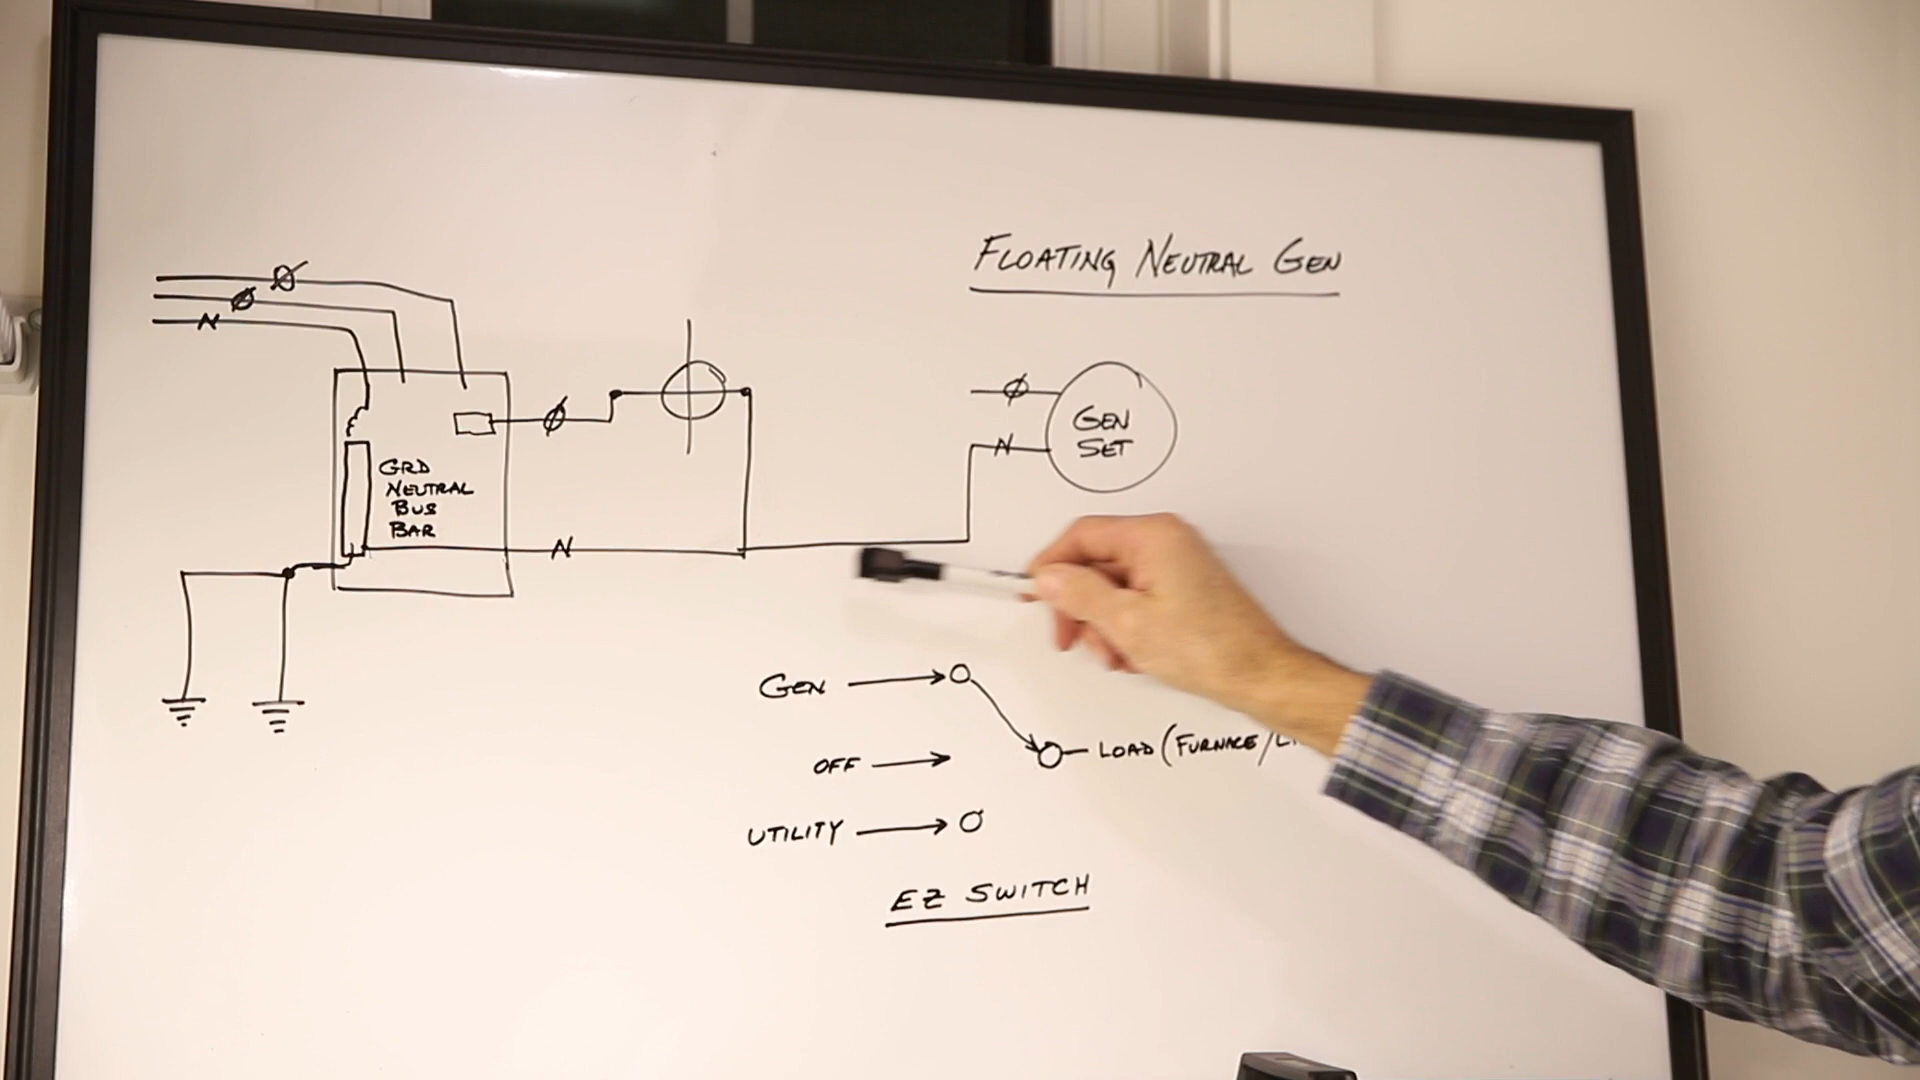 FLOATING NEUTRAL GEN
Ø
Ø
N
Ø
Ø
N
GEN
SET
GRD
NEUTRAL
BUS
BAR
N
GEN
OFF
LOAD (FURNACE/
UTILITY
EZ SWITCH